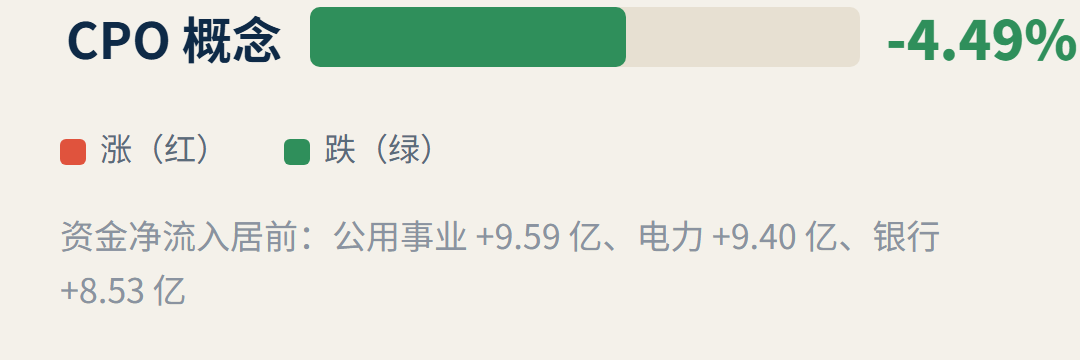 CPO 概念 -4.49%
涨（红） 跌（绿）
资金净流入居前：公用事业 +9.59 亿、电力 +9.40 亿、银行
+8.53 亿